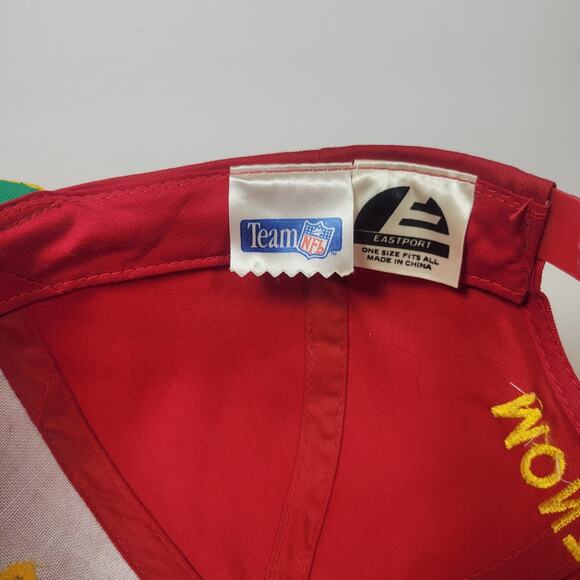 Team NFL
EASTPORT
ONE SIZE FITS ALL
MADE IN CHINA